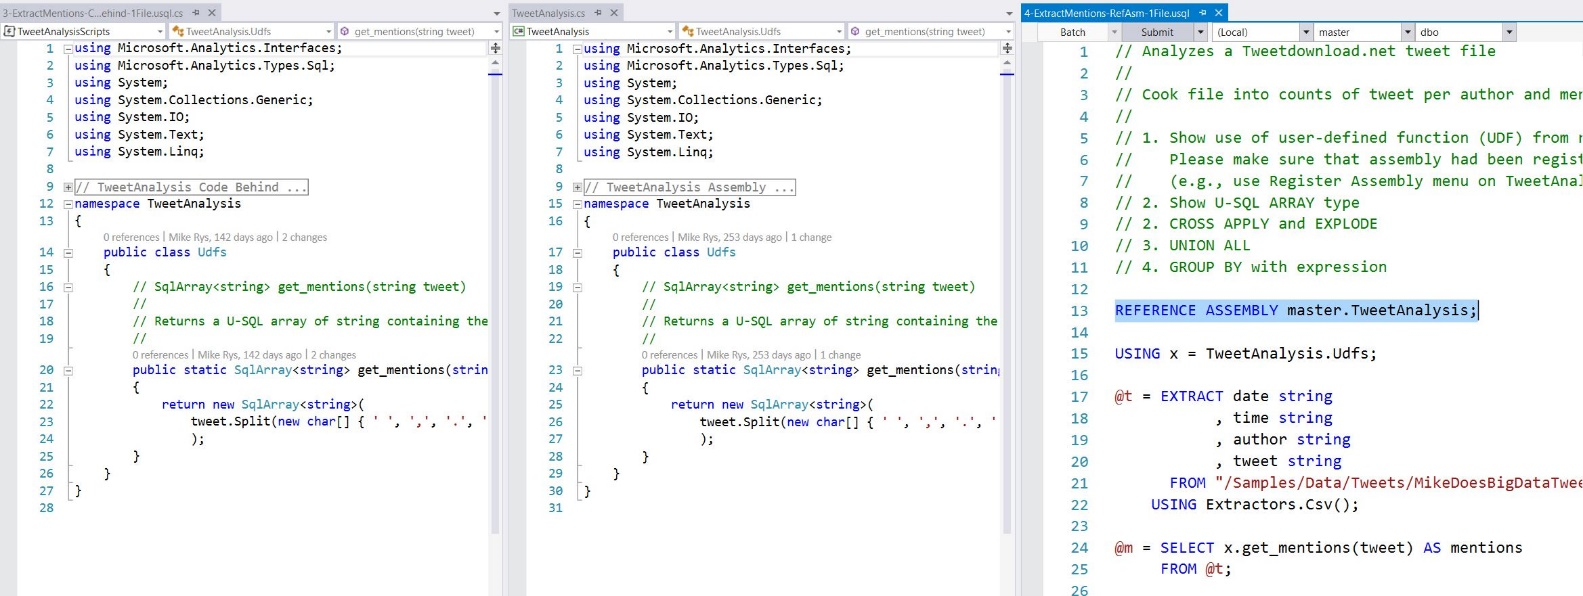 3-ExtractMentions-C...ehind-1File.usql.cs
TweetAnalysisScripts
TweetAnalysis.Udfs
get_mentions(string tweet)
1 using Microsoft.Analytics.Interfaces;
2 using Microsoft.Analytics.Types.Sql;
3 using System;
4 using System.Collections.Generic;
5 using System.IO;
6 using System.Text;
7 using System.Linq;
8
9 // TweetAnalysis Code Behind ...
12 namespace TweetAnalysis
13 {
0 references | Mike Rys, 142 days ago | 2 changes
14 public class Udfs
15 {
16 // SqlArray<string> get_mentions(string tweet)
17 //
18 // Returns a U-SQL array of string containing the
19 //
0 references | Mike Rys, 142 days ago | 2 changes
20 public static SqlArray<string> get_mentions(strin
21 {
22 return new SqlArray<string>(
23 tweet.Split(new char[] { ' ', ',', '.', '
24 );
25 }
26 }
27 }
28
TweetAnalysis.cs
TweetAnalysis
TweetAnalysis.Udfs
get_mentions(string tweet)
1 using Microsoft.Analytics.Interfaces;
2 using Microsoft.Analytics.Types.Sql;
3 using System;
4 using System.Collections.Generic;
5 using System.IO;
6 using System.Text;
7 using System.Linq;
8
9 // TweetAnalysis Assembly ...
15 namespace TweetAnalysis
16 {
0 references | Mike Rys, 253 days ago | 1 change
17 public class Udfs
18 {
19 // SqlArray<string> get_mentions(string tweet)
20 //
21 // Returns a U-SQL array of string containing the
22 //
0 references | Mike Rys, 253 days ago | 1 change
23 public static SqlArray<string> get_mentions(string
24 {
25 return new SqlArray<string>(
26 tweet.Split(new char[] { ' ', ',', '.', '
27 );
28 }
29 }
30 }
31
4-ExtractMentions-RefAsm-1File.usql
Batch Submit (Local) master dbo
1 // Analyzes a Tweetdownload.net tweet file
2 //
3 // Cook file into counts of tweet per author and
4 //
5 // 1. Show use of user-defined function (UDF) from
6 // Please make sure that assembly had been regist
7 // (e.g., use Register Assembly menu on TweetAnal
8 // 2. Show U-SQL ARRAY type
9 // 2. CROSS APPLY and EXPLODE
10 // 3. UNION ALL
11 // 4. GROUP BY with expression
12
13 REFERENCE ASSEMBLY master.TweetAnalysis;
14
15 USING x = TweetAnalysis.Udfs;
16
17 @t = EXTRACT date string
18 , time string
19 , author string
20 , tweet string
21 FROM "/Samples/Data/Tweets/MikeDoesBigDataTwee
22 USING Extractors.Csv();
23
24 @m = SELECT x.get_mentions(tweet) AS mentions
25 FROM @t;
26